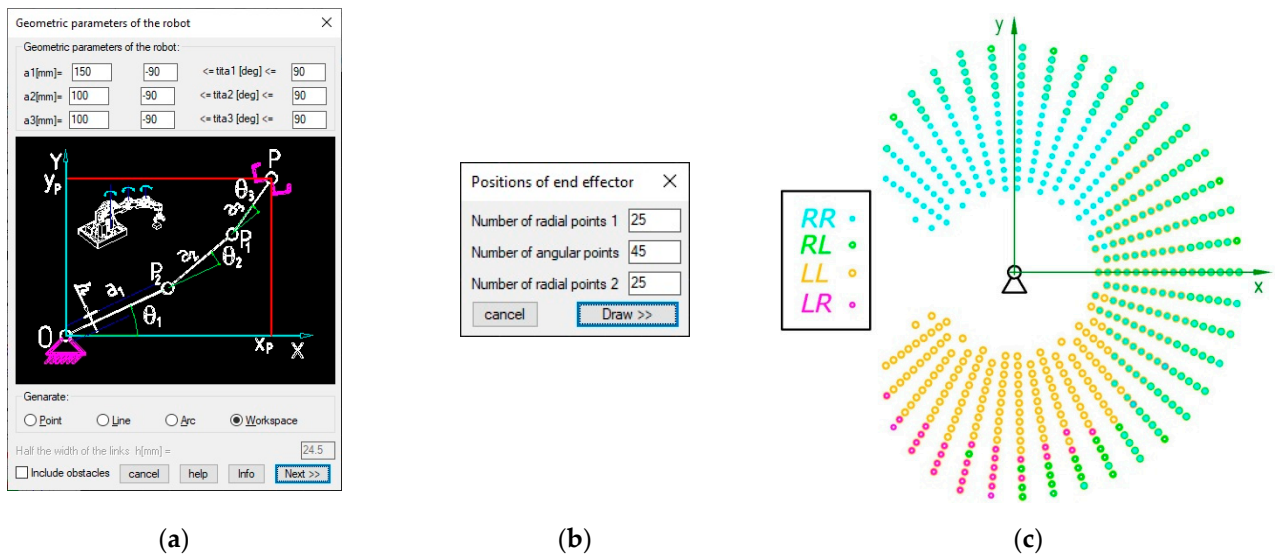 Geometric parameters of the robot
Geometric parameters of the robot:
a1[mm]= 150 -90 <= tita1 [deg] <= 90
a2[mm]= 100 -90 <= tita2 [deg] <= 90
a3[mm]= 100 -90 <= tita3 [deg] <= 90
Y
yP
P
θ3
a3
P1
θ2
a2
P2
a1
θ1
O
xP
X
Genarate:
Point Line Arc Workspace
Half the width of the links h[mm] = 24.5
Include obstacles cancel help Info Next >>
(a)
Positions of end effector
Number of radial points 1 25
Number of angular points 45
Number of radial points 2 25
cancel Draw >>
(b)
y
RR
RL
LL
LR
x
(c)